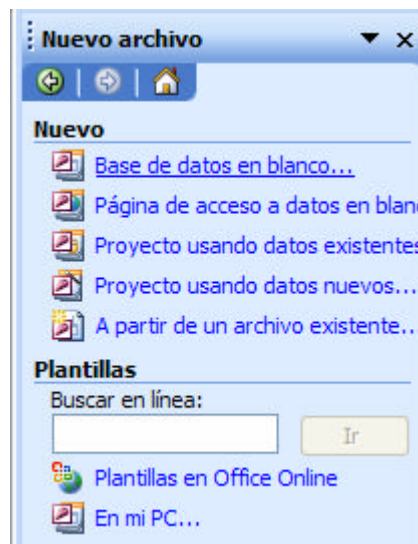 Nuevo archivo
Nuevo
Base de datos en blanco...
Página de acceso a datos en blan
Proyecto usando datos existentes
Proyecto usando datos nuevos...
A partir de un archivo existente..
Plantillas
Buscar en línea:
Ir
Plantillas en Office Online
En mi PC...